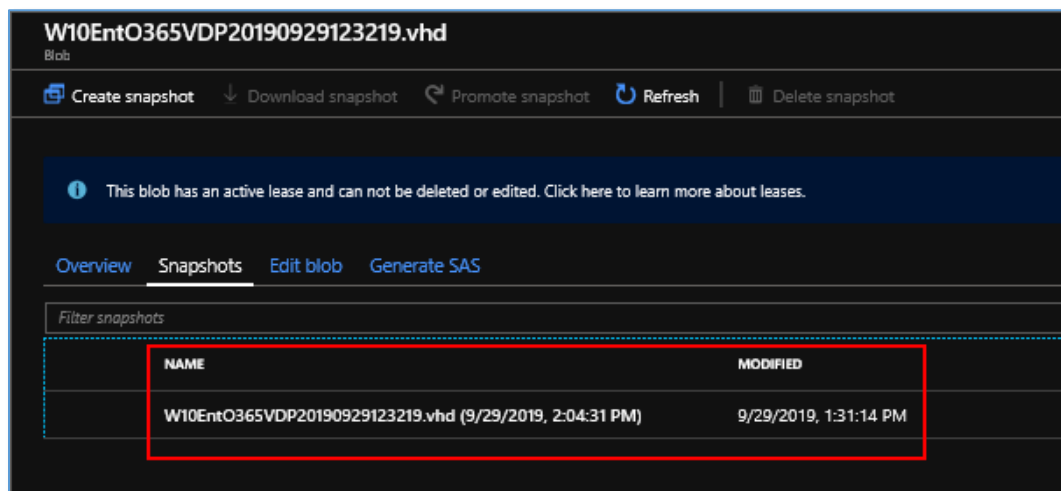 W10EntO365VDP20190929123219.vhd
Blob
Create snapshot Download snapshot Promote snapshot Refresh Delete snapshot
This blob has an active lease and can not be deleted or edited. Click here to learn more about leases.
Overview Snapshots Edit blob Generate SAS
Filter snapshots
NAME MODIFIED
W10EntO365VDP20190929123219.vhd (9/29/2019, 2:04:31 PM) 9/29/2019, 1:31:14 PM